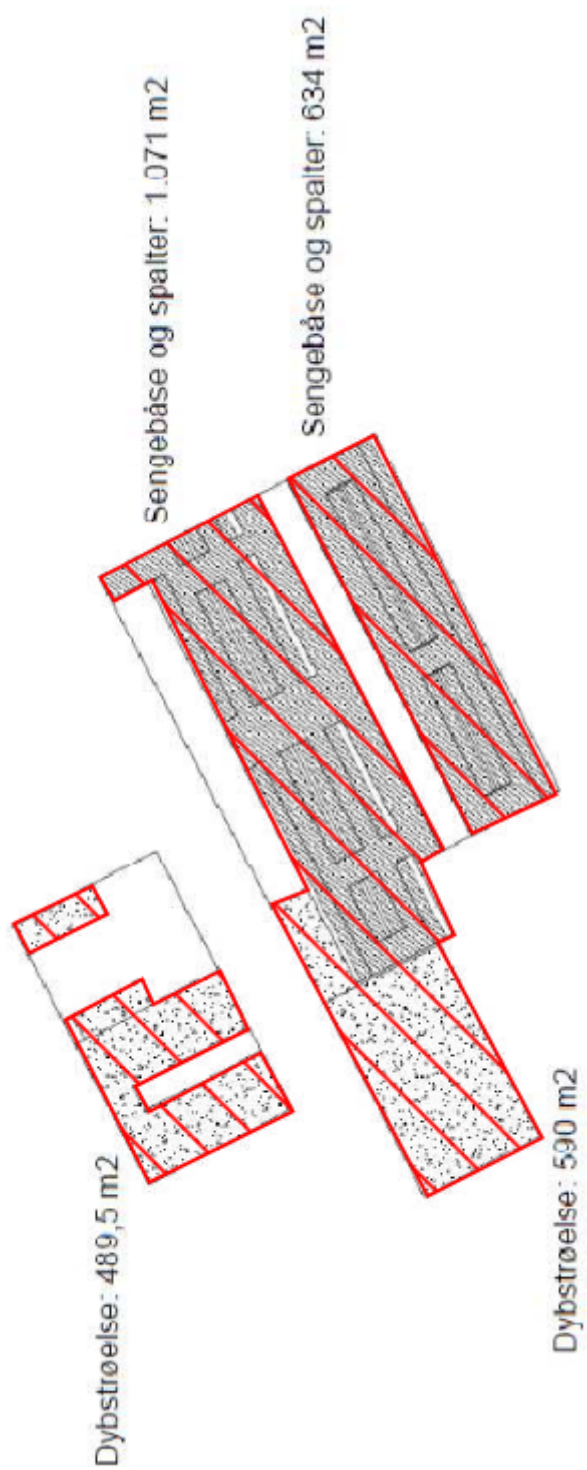 Dybstrøelse: 489,5 m2
Sengebåse og spalter: 1.071 m2
Sengebåse og spalter: 634 m2
Dybstrøelse: 590 m2